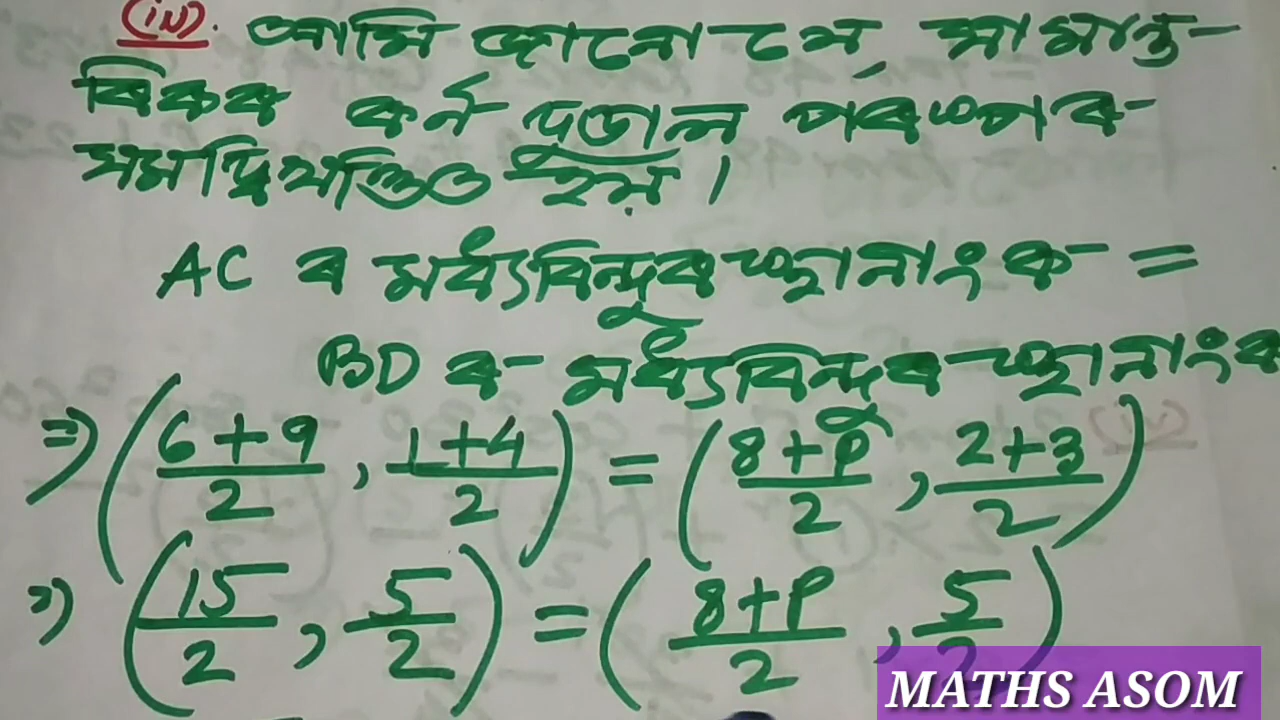 (iv). আমি জানো যে, সামান্ত-
ৰিকৰ কৰ্ন দুডাল পৰস্পৰ
সমদ্বিখণ্ডিত হয়।
AC ৰ মধ্যবিন্দুৰ স্থানাংক =
BD ৰ মধ্যবিন্দুৰ স্থানাংক
⇒ (6+9/2, 1+4/2) = (8+p/2, 2+3/2)
⇒ (15/2, 5/2) = (8+p/2, 5/2)
MATHS ASOM